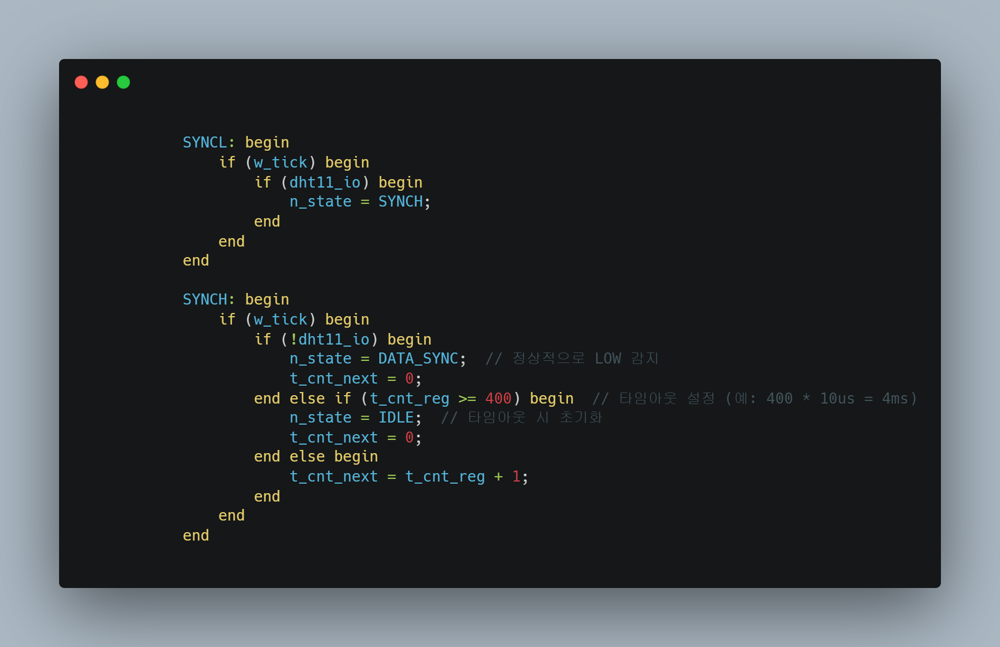 SYNCL: begin
    if (w_tick) begin
        if (dht11_io) begin
            n_state = SYNCH;
        end
    end
end

SYNCH: begin
    if (w_tick) begin
        if (!dht11_io) begin
            n_state = DATA_SYNC;  // 정상적으로 LOW 감지
            t_cnt_next = 0;
        end else if (t_cnt_reg >= 400) begin  // 타임아웃 설정 (예: 400 * 10us = 4ms)
            n_state = IDLE;  // 타임아웃 시 초기화
            t_cnt_next = 0;
        end else begin
            t_cnt_next = t_cnt_reg + 1;
        end
    end
end